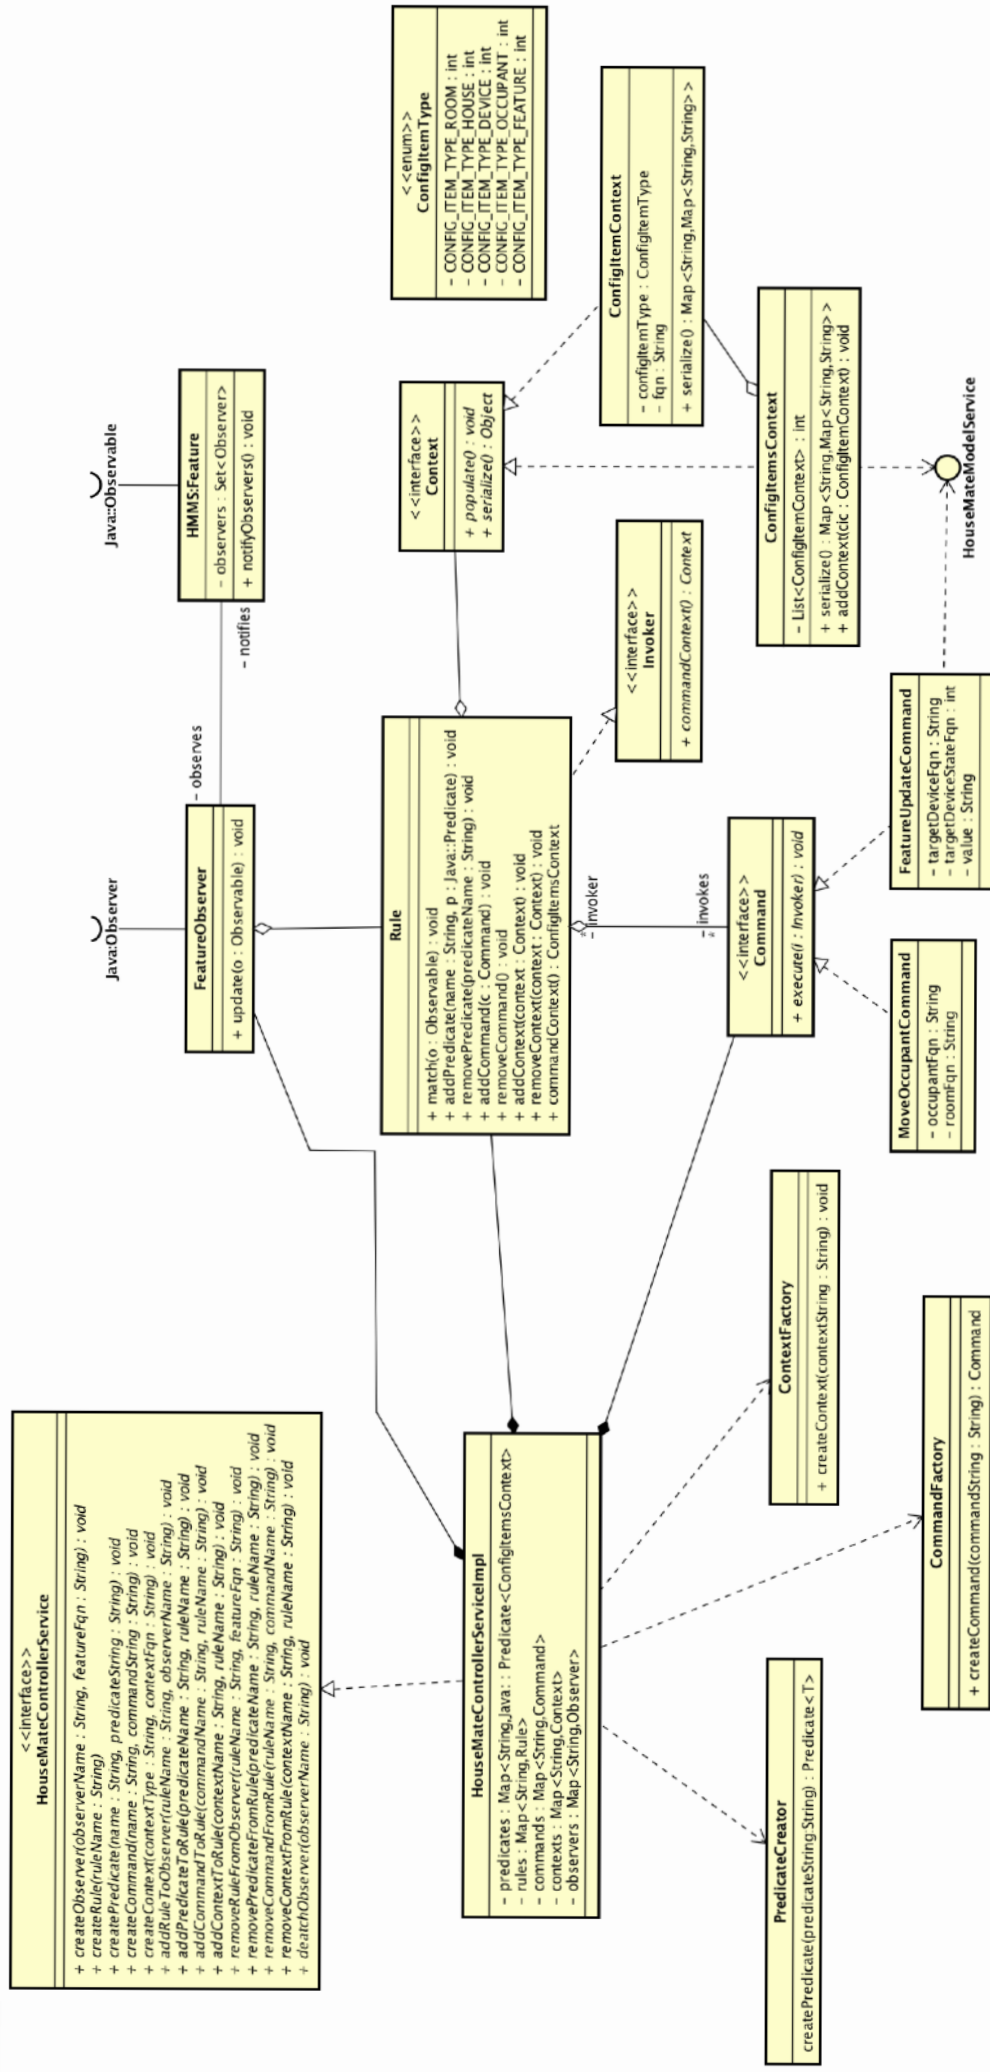 <<interface>>
HouseMateControllerService
+ createObserver(observerName : String, featureFqn : String) : void
+ createRule(ruleName : String)
+ createPredicate(name : String, predicateString : String) : void
+ createCommand(name : String, commandString : String) : void
+ createContext(contextType : String, contextFqn : String) : void
+ addRuleToObserver(ruleName : String, observerName : String) : void
+ addPredicateToRule(predicateName : String, ruleName : String) : void
+ addCommandToRule(commandName : String, ruleName : String) : void
+ addContextToRule(contextName : String, ruleName : String) : void
+ removeRuleFromObserver(ruleName : String, featureFqn : String) : void
+ removePredicateFromRule(predicateName : String, ruleName : String) : void
+ removeCommandFromRule(ruleName : String, commandName : String) : void
+ removeContextFromRule(contextName : String, ruleName : String) : void
+ deatchObserver(observerName : String) : void
Java:Observer
FeatureObserver
+ update(o : Observable) : void
- observes
- notifies
Java::Observable
HMMS:Feature
- observers : Set<Observer>
+ notifyObservers() : void
HouseMateControllerServiceImpl
- predicates : Map<String,Java: : Predicate<ConfigItemsContext>
- rules : Map<String,Rule>
- commands : Map<String,Command>
- contexts : Map<String,Context>
- observers : Map<String,Observer>
Rule
+ match(o : Observable) : void
+ addPredicate(name : String, p : Java::Predicate) : void
+ removePredicate(predicateName : String) : void
+ addCommand(c : Command) : void
+ removeCommand() : void
+ addContext(context : Context) : void
+ removeContext(context : Context) : void
+ commandContext() : ConfigItemsContext
- invoker
*
- invokes
*
<<interface>>
Context
+ populate() : void
+ serialize() : Object
<<enum>>
ConfigItemType
- CONFIG_ITEM_TYPE_ROOM : int
- CONFIG_ITEM_TYPE_HOUSE : int
- CONFIG_ITEM_TYPE_DEVICE : int
- CONFIG_ITEM_TYPE_OCCUPANT : int
- CONFIG_ITEM_TYPE_FEATURE : int
<<interface>>
Invoker
+ commandContext() : Context
ConfigItemContext
- configItemType : ConfigItemType
- fqn : String
+ serialize() : Map<String,Map<String,String>>
<<interface>>
Command
+ execute(i : Invoker) : void
ConfigItemsContext
- List<ConfigItemContext> : int
+ serialize() : Map<String,Map<String,String>>
+ addContext(cic : ConfigItemContext) : void
PredicateCreator
createPredicate(predicateString:String) : Predicate<T>
ContextFactory
+ createContext(contextString : String) : void
CommandFactory
+ createCommand(commandString : String) : Command
MoveOccupantCommand
- occupantFqn : String
- roomFqn : String
FeatureUpdateCommand
- targetDeviceFqn : String
- targetDeviceStateFqn : int
- value : String
HouseMateModelService